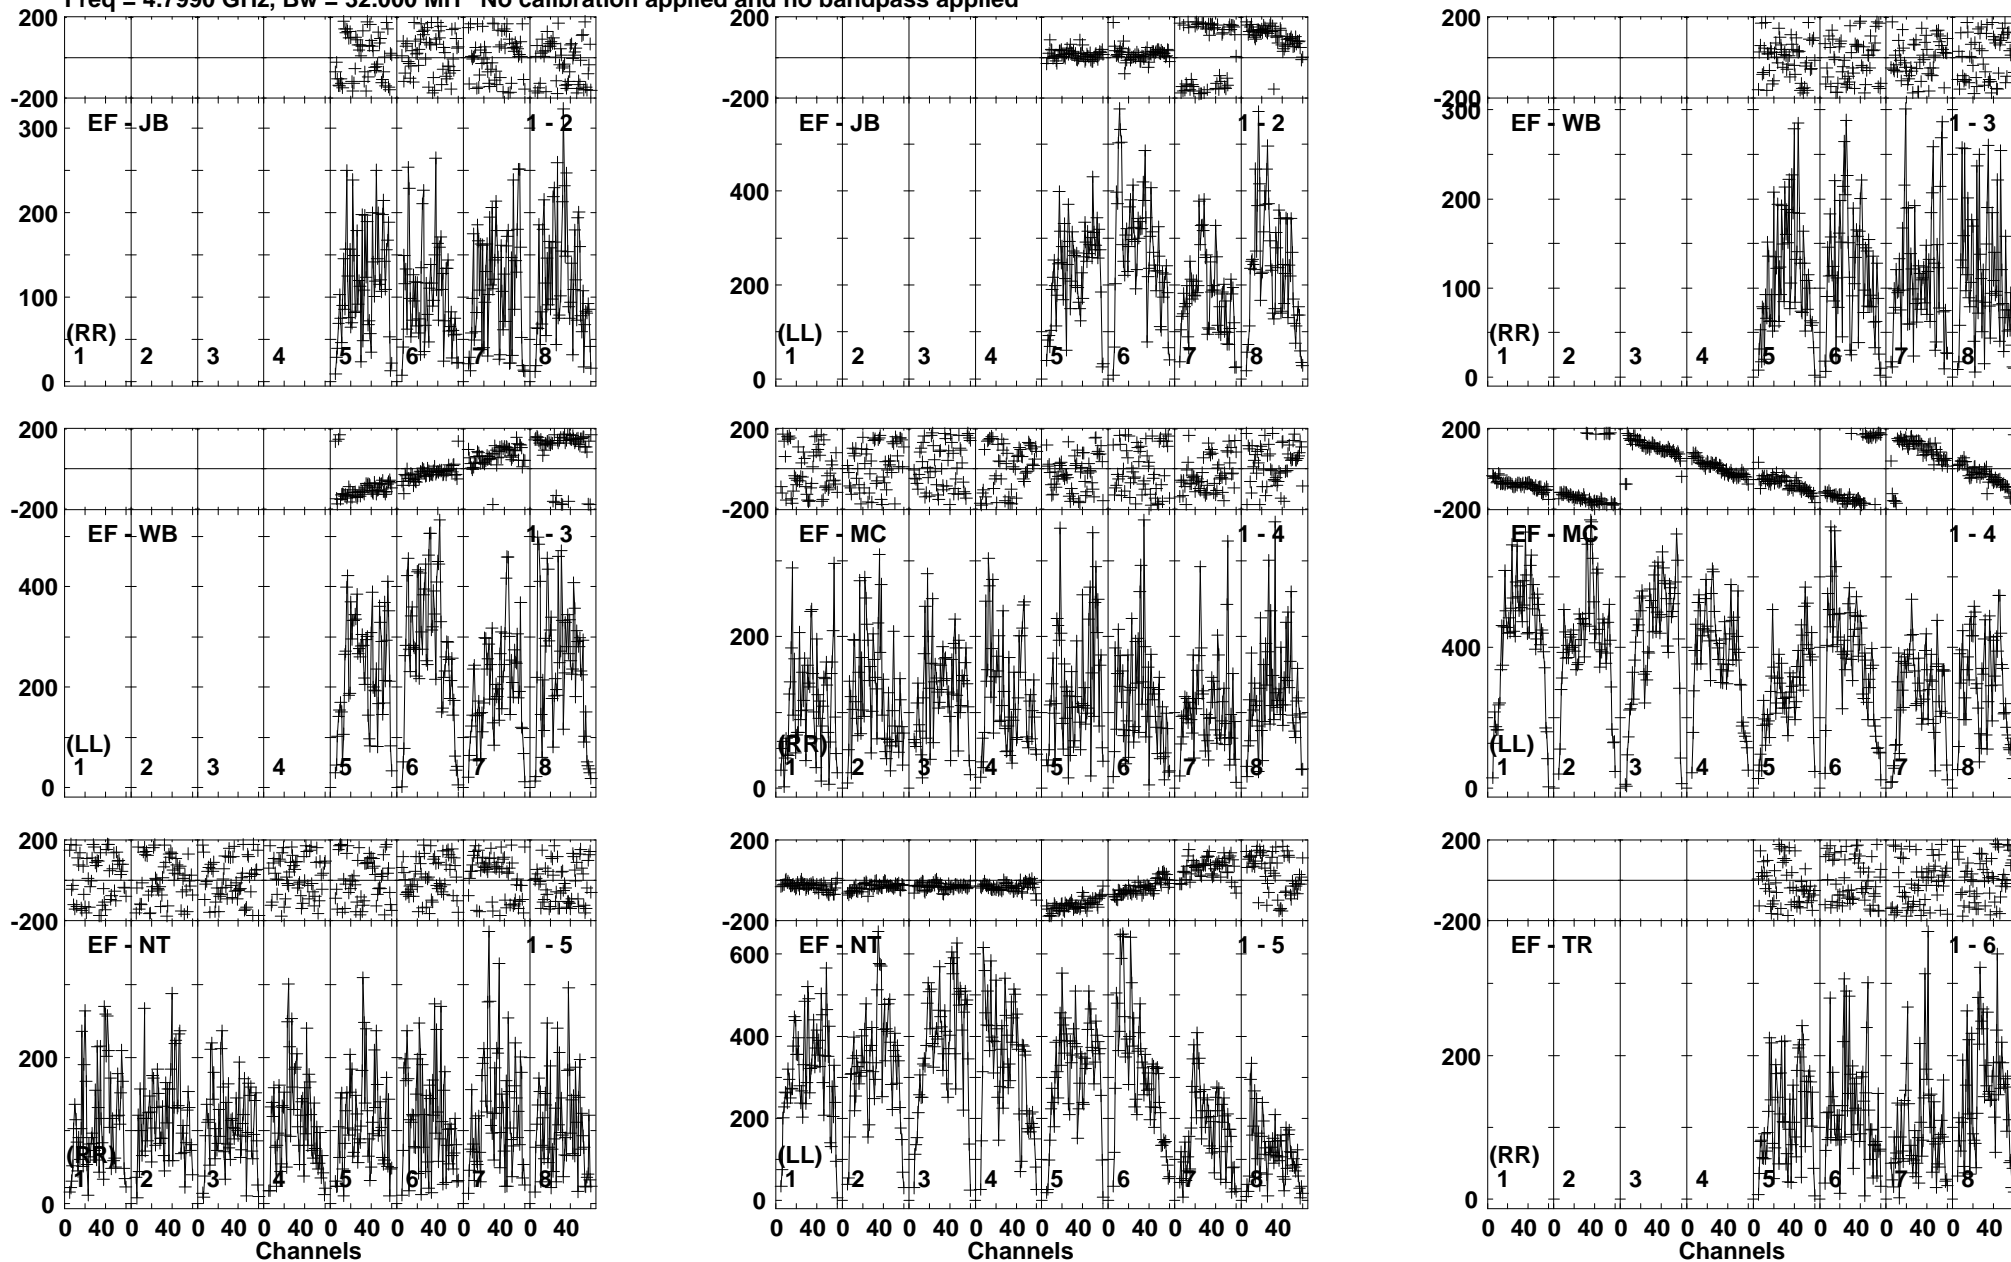 Freq = 4.7990 GHz, Bw = 32.000 MH No calibration applied and no bandpass applied
200 200 200
-200 -200 -200
EF - JB 1 - 2 EF - JB 1 - 2 EF - WB 1 - 3
300 400 300
200 200 200
100 100
(RR) (LL) (RR)
1 2 3 4 5 6 7 8 1 2 3 4 5 6 7 8 1 2 3 4 5 6 7 8
0 0 0
200 200 200
-200 -200 -200
EF - WB 1 - 3 EF - MC 1 - 4 EF - MC 1 - 4
400 200 400
200
(LL) (RR) (LL)
1 2 3 4 5 6 7 8 1 2 3 4 5 6 7 8 1 2 3 4 5 6 7 8
0 0 0
200 200 200
-200 -200 -200
EF - NT 1 - 5 EF - NT 1 - 5 EF - TR 1 - 6
200 600 200
400
200
(RR) (LL) (RR)
1 2 3 4 5 6 7 8 1 2 3 4 5 6 7 8 1 2 3 4 5 6 7 8
0 0 0
0 40 0 40 0 40 0 40 0 40 0 40 0 40 0 40 0 40 0 40 0 40 0 40 0 40 0 40 0 40 0 40 0 40 0 40 0 40 0 40 0 40 0 40 0 40 0 40
Channels Channels Channels